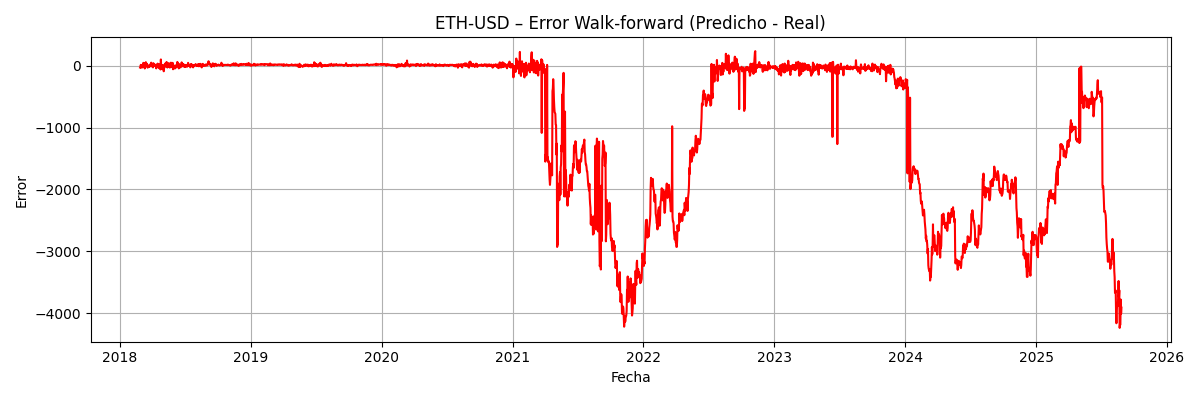 ETH-USD – Error Walk-forward (Predicho - Real)
0
−1000
−2000
−3000
−4000
Error
2018 2019 2020 2021 2022 2023 2024 2025 2026
Fecha